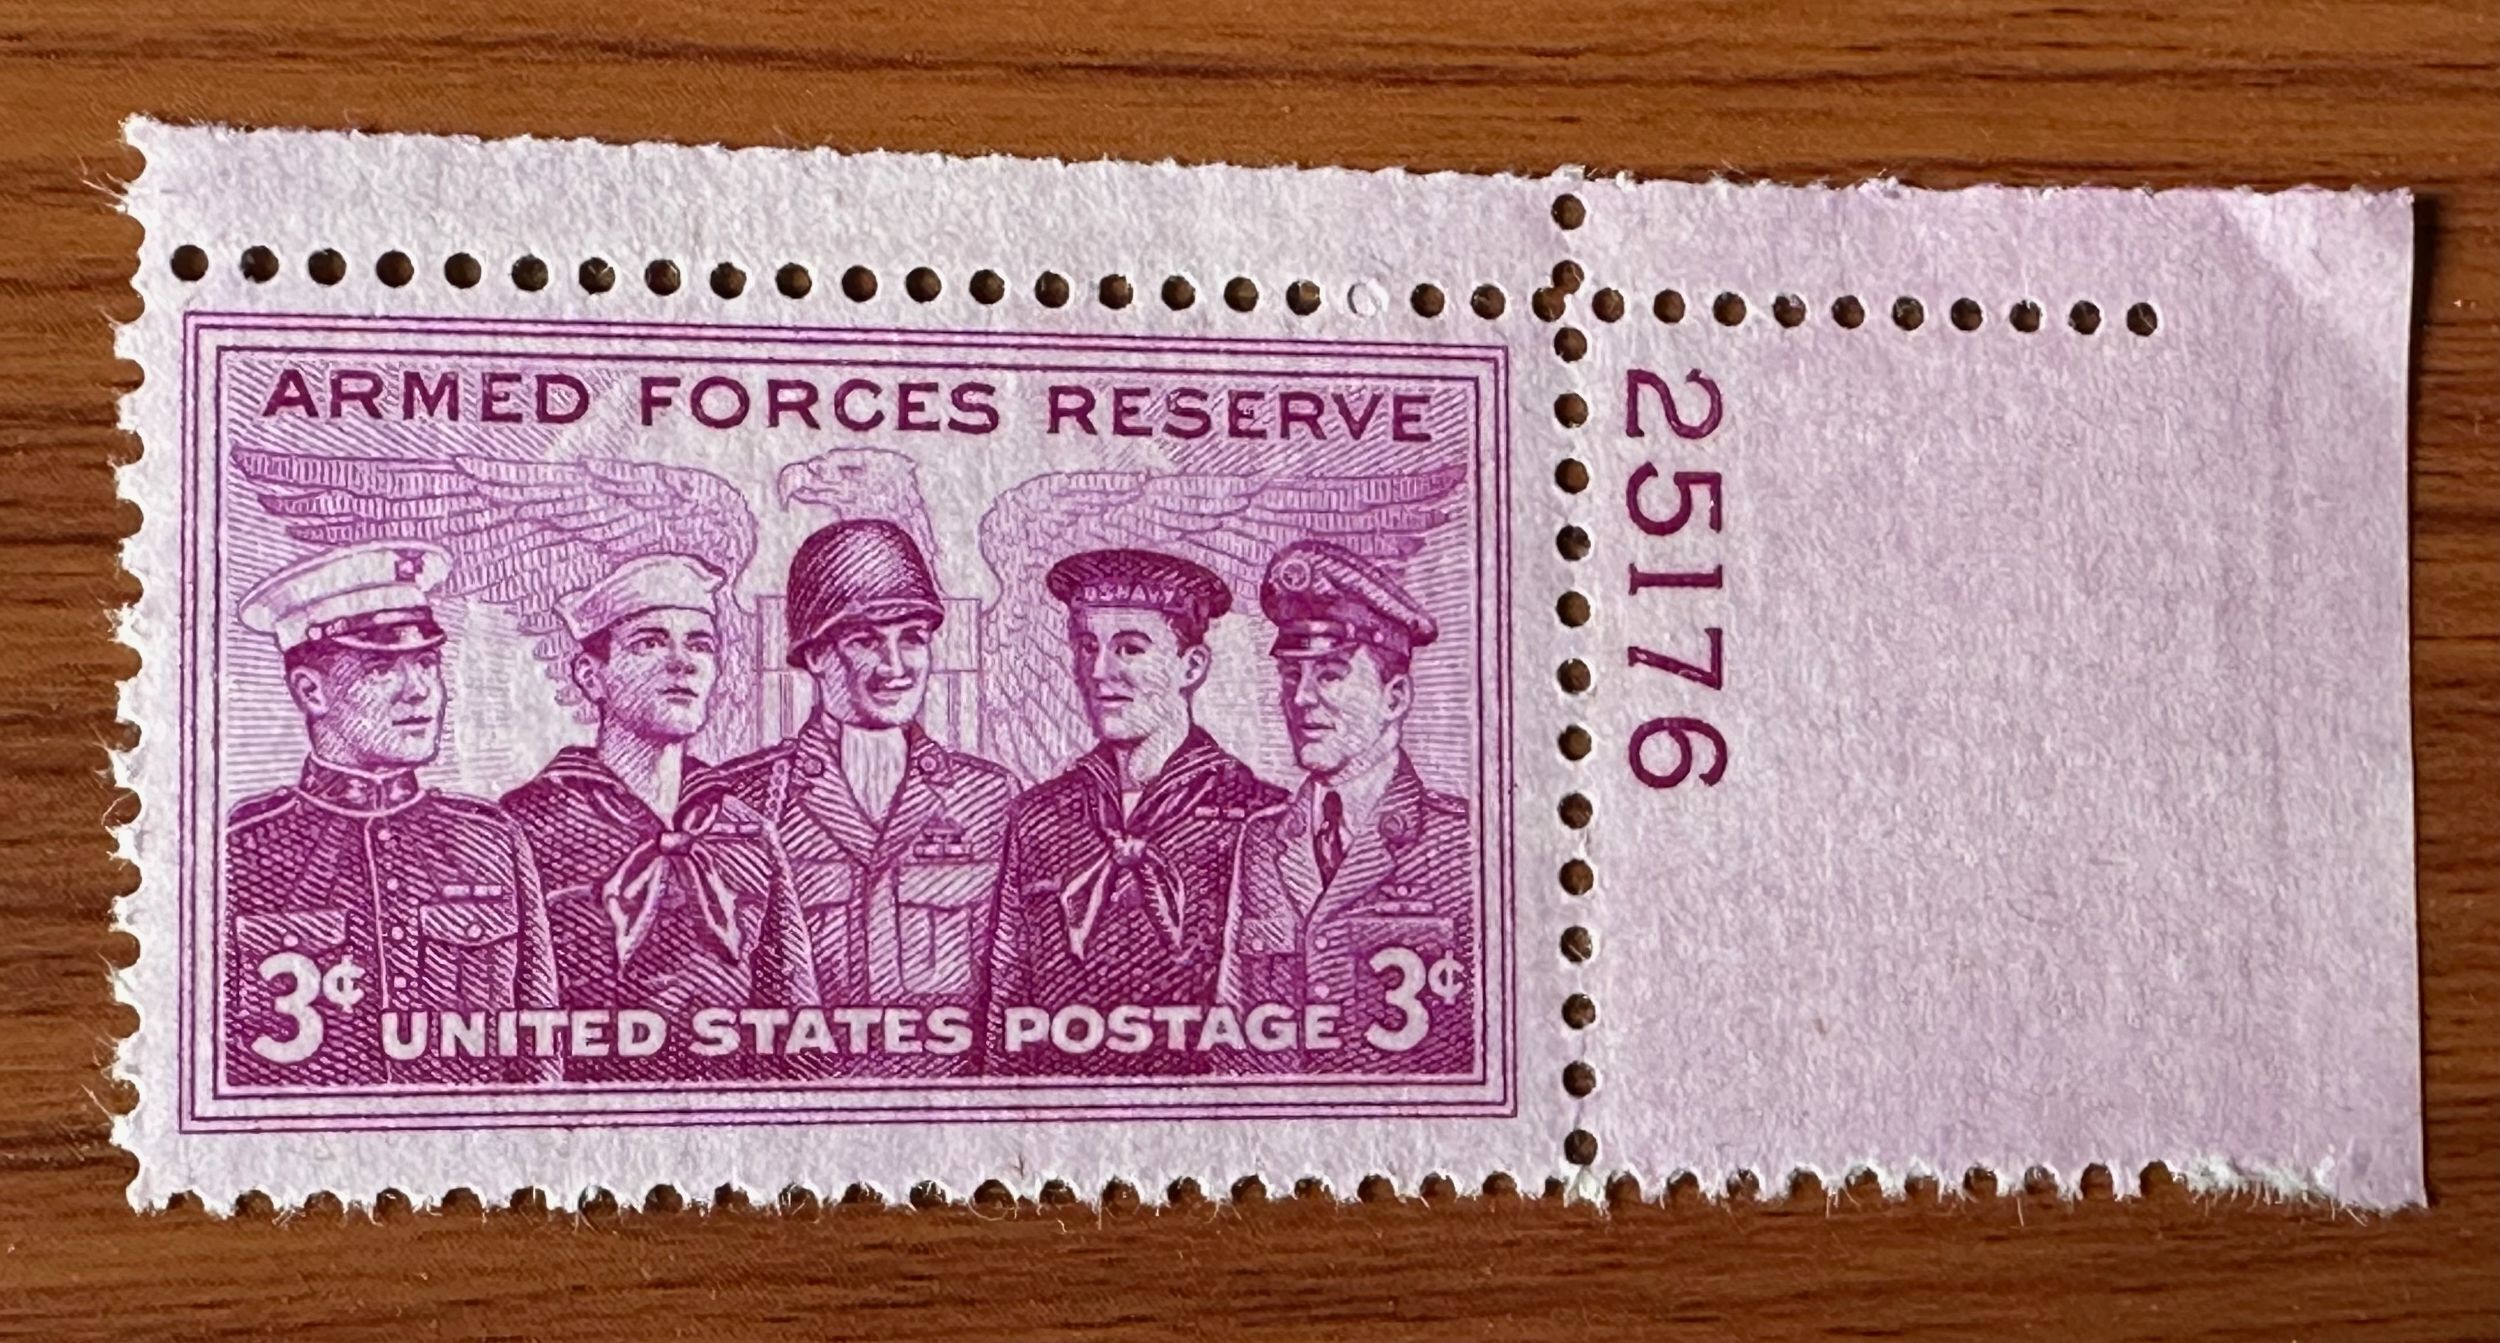 ARMED FORCES RESERVE
3¢ UNITED STATES POSTAGE 3¢
25176